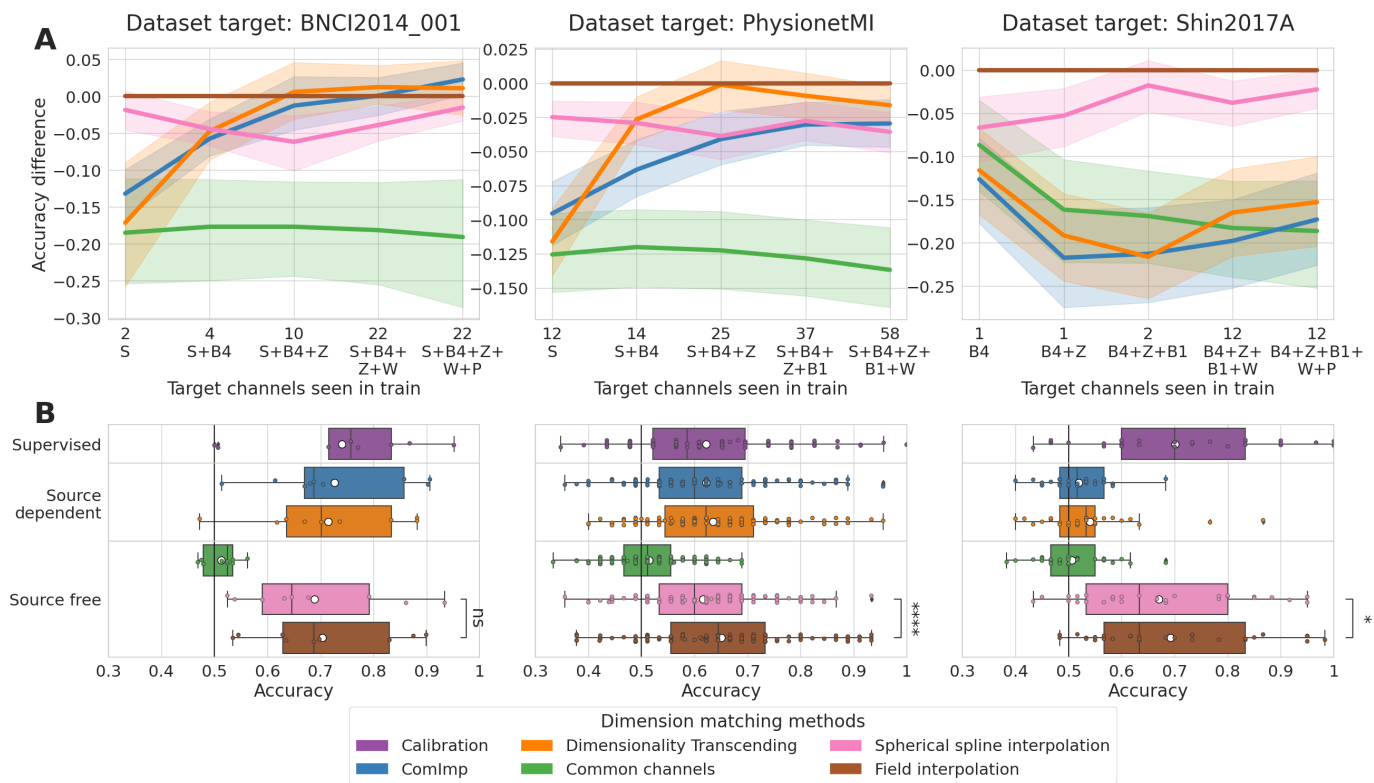 A
Dataset target: BNCI2014_001
Dataset target: PhysionetMI
Dataset target: Shin2017A
Accuracy difference
0.05
0.00
−0.05
−0.10
−0.15
−0.20
−0.25
−0.30
0.025
0.000
−0.025
−0.050
−0.075
−0.100
−0.125
−0.150
0.00
−0.05
−0.10
−0.15
−0.20
−0.25
2 4 10 22 22
S S+B4 S+B4+Z S+B4+ S+B4+Z+
Z+W W+P
Target channels seen in train
12 14 25 37 58
S S+B4 S+B4+Z S+B4+ S+B4+Z+
Z+B1 B1+W
Target channels seen in train
1 1 2 12 12
B4 B4+Z B4+Z+B1 B4+Z+ B4+Z+B1+
B1+W W+P
Target channels seen in train
B
Supervised
Source
dependent
Source free
ns
****
*
0.3 0.4 0.5 0.6 0.7 0.8 0.9 1
Accuracy
0.3 0.4 0.5 0.6 0.7 0.8 0.9 1
Accuracy
0.3 0.4 0.5 0.6 0.7 0.8 0.9 1
Accuracy
Dimension matching methods
Calibration
ComImp
Dimensionality Transcending
Common channels
Spherical spline interpolation
Field interpolation